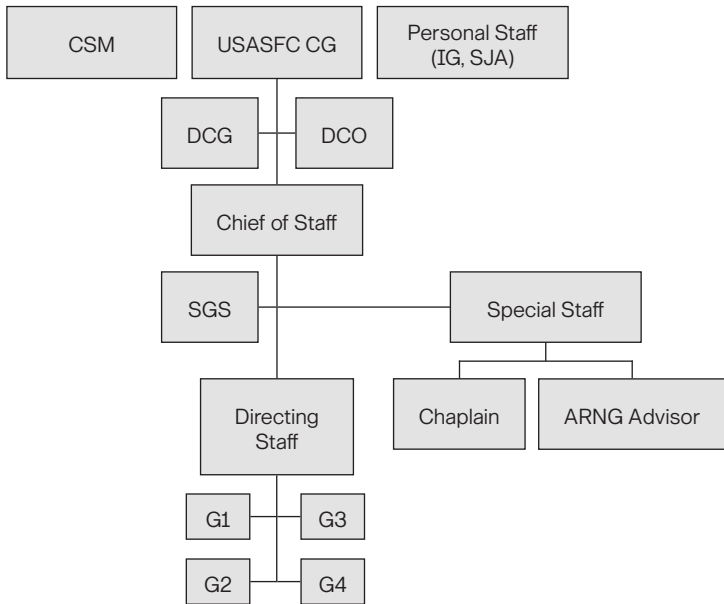 CSM
USASFC CG
Personal Staff
(IG, SJA)
DCG
DCO
Chief of Staff
SGS
Special Staff
Directing
Staff
Chaplain
ARNG Advisor
G1
G3
G2
G4